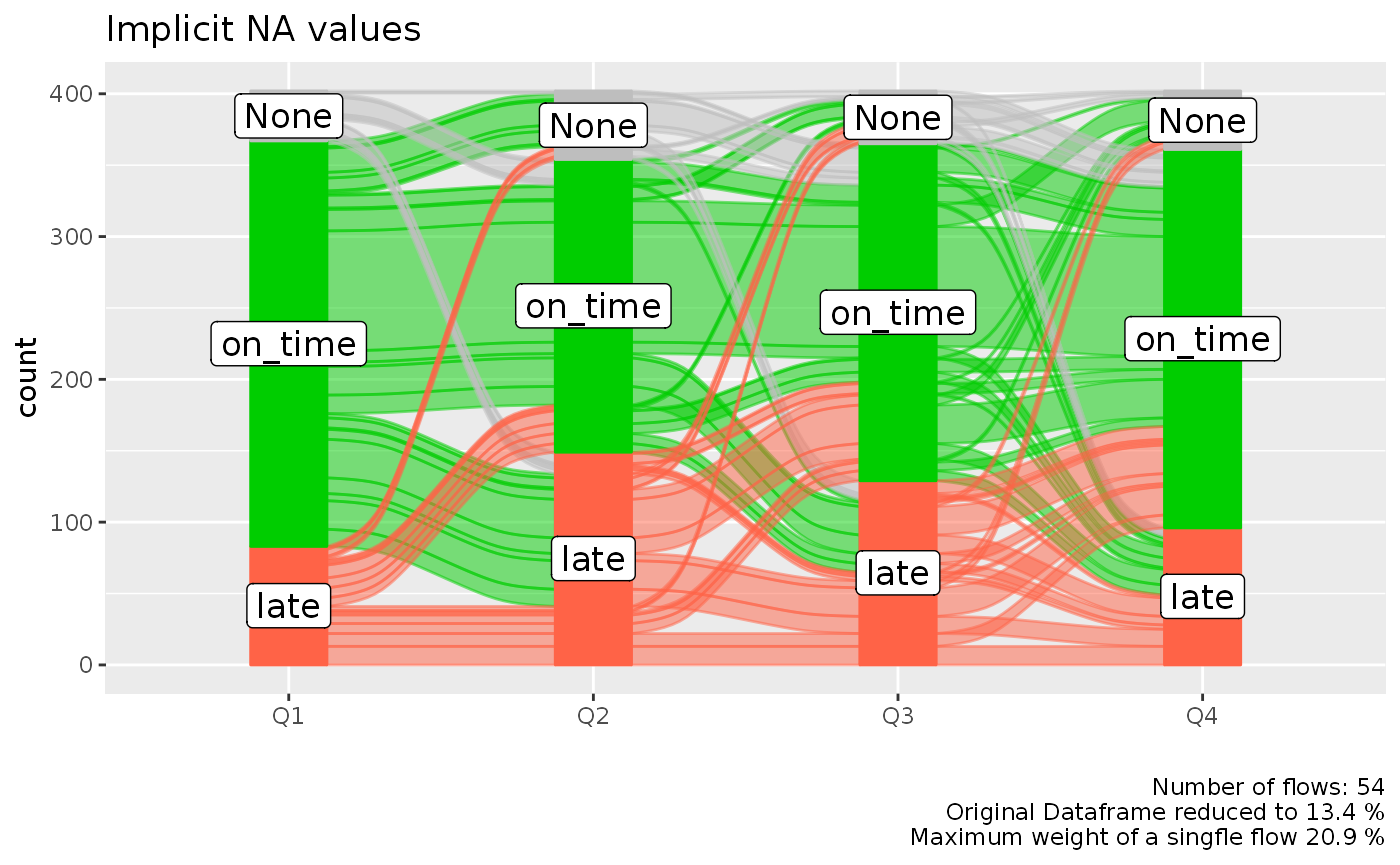 Implicit NA values
400
300
200
100
0
count
None
None
None
None
on_time
on_time
on_time
on_time
late
late
late
late
Q1
Q2
Q3
Q4
Number of flows: 54
Original Dataframe reduced to 13.4 %
Maximum weight of a singfle flow 20.9 %